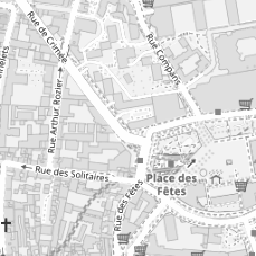 Rue de Crimée
Rue Compans
Rue Arthur Rozier
Rue des Solitaires
Place des
Fêtes
Rue des Fêtes